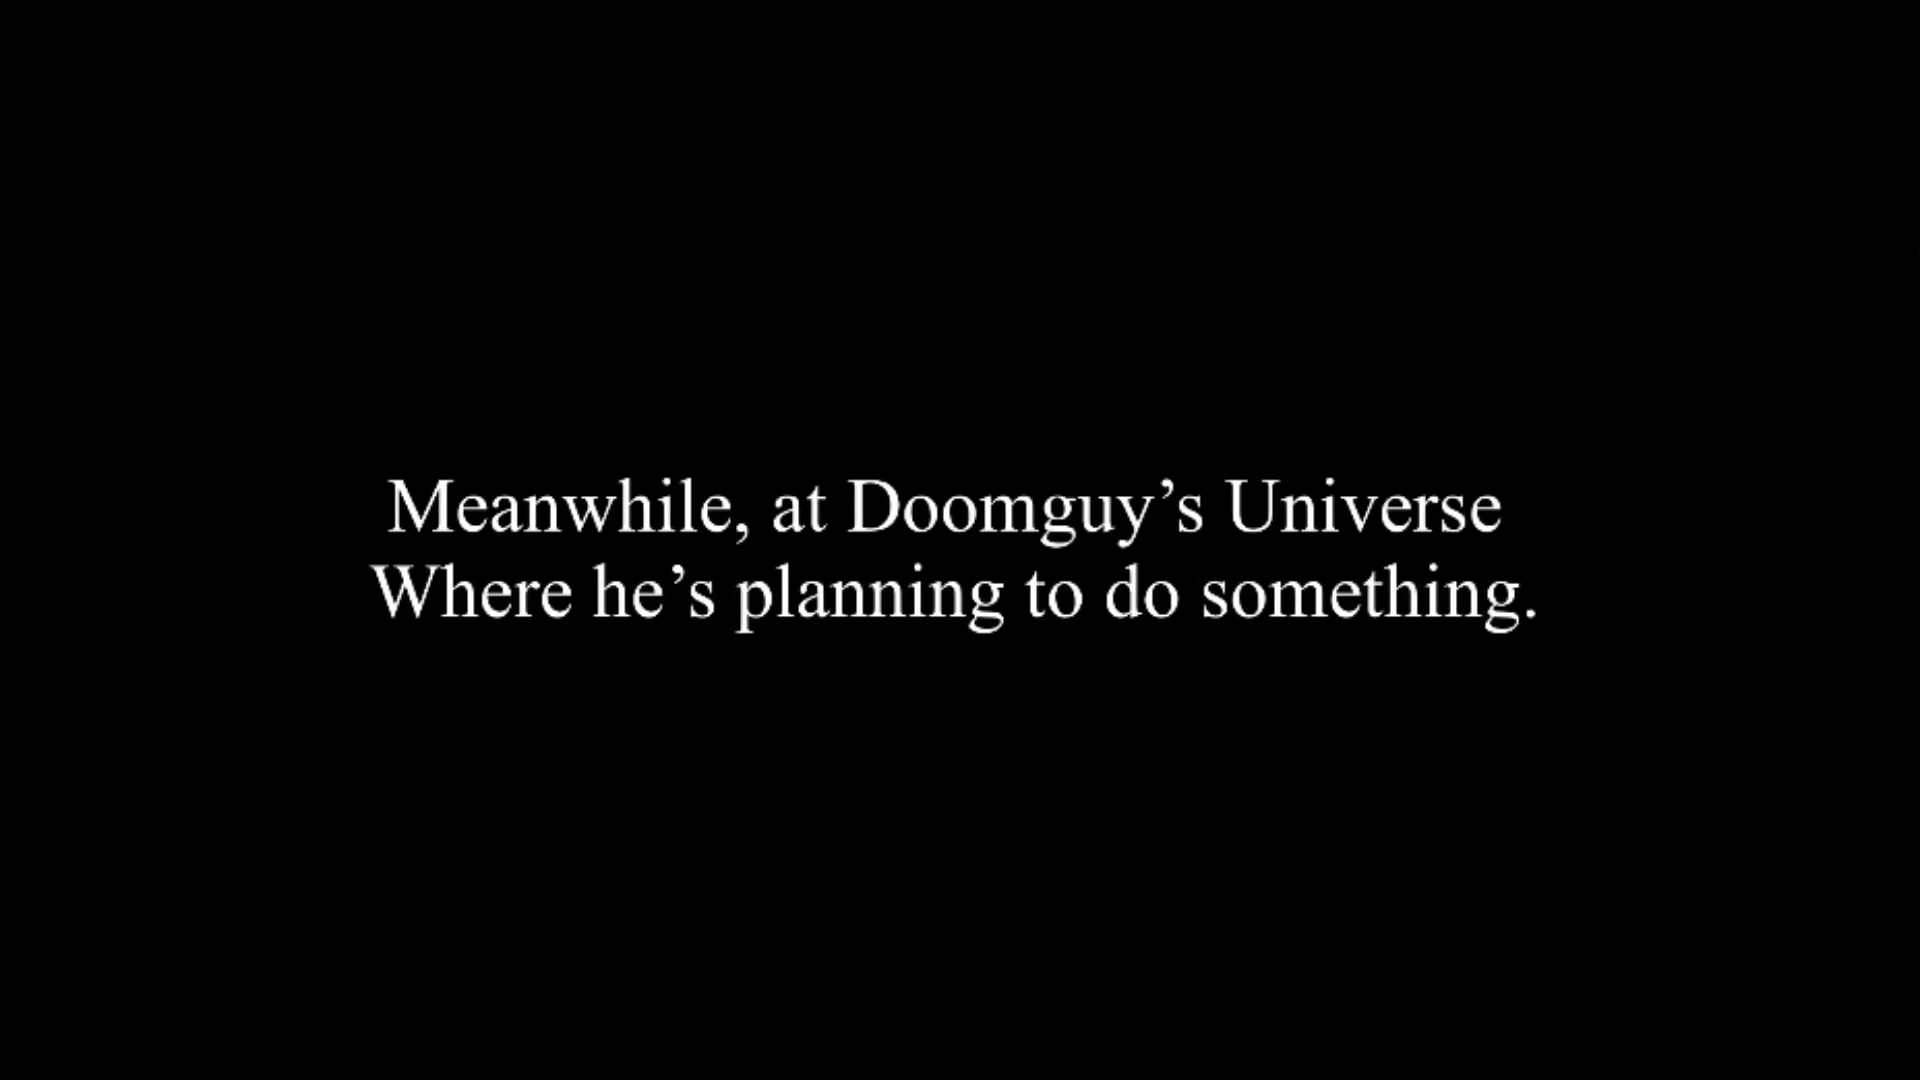 Meanwhile, at Doomguy’s Universe
Where he’s planning to do something.